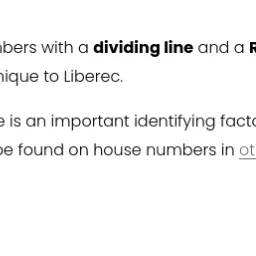 nbers with a dividing line and a R
nique to Liberec.
e is an important identifying facto
be found on house numbers in ot